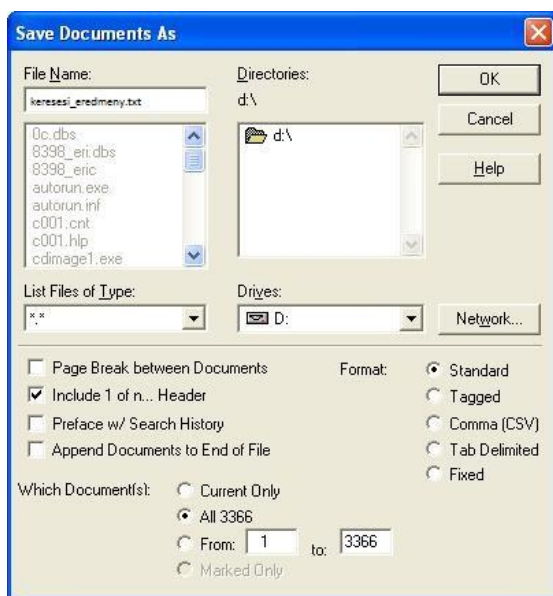 Save Documents As
File Name:
keresesi_eredmeny.txt
0c.dbs
8398_eri.dbs
8398_eric
autorun.exe
autorun.inf
c001.cnt
c001.hlp
cdimage1.exe
List Files of Type:
*.*
Directories:
d:\
d:\
Drives:
D:
OK
Cancel
Help
Network...
Page Break between Documents
Include 1 of n... Header
Preface w/ Search History
Append Documents to End of File
Format:
Standard
Tagged
Comma (CSV)
Tab Delimited
Fixed
Which Document(s):
Current Only
All 3366
From: 1 to: 3366
Marked Only